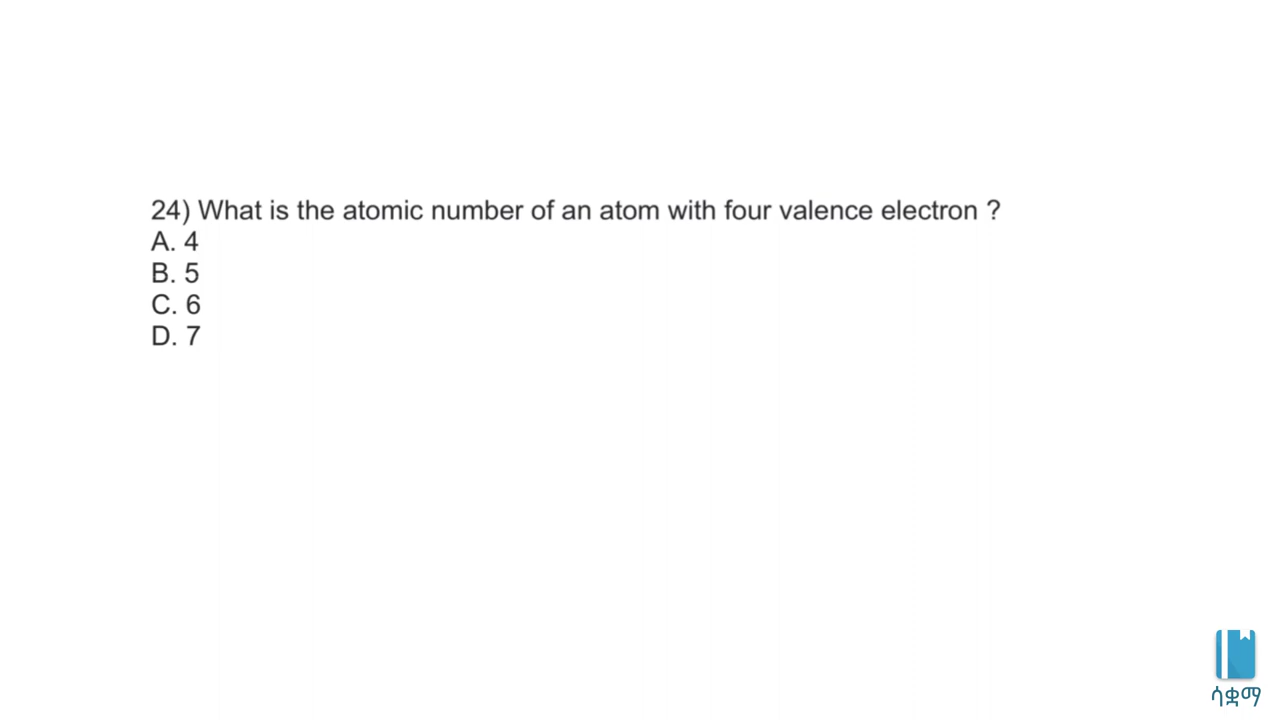 24) What is the atomic number of an atom with four valence electron ?
A. 4
B. 5
C. 6
D. 7
ሳቋማ